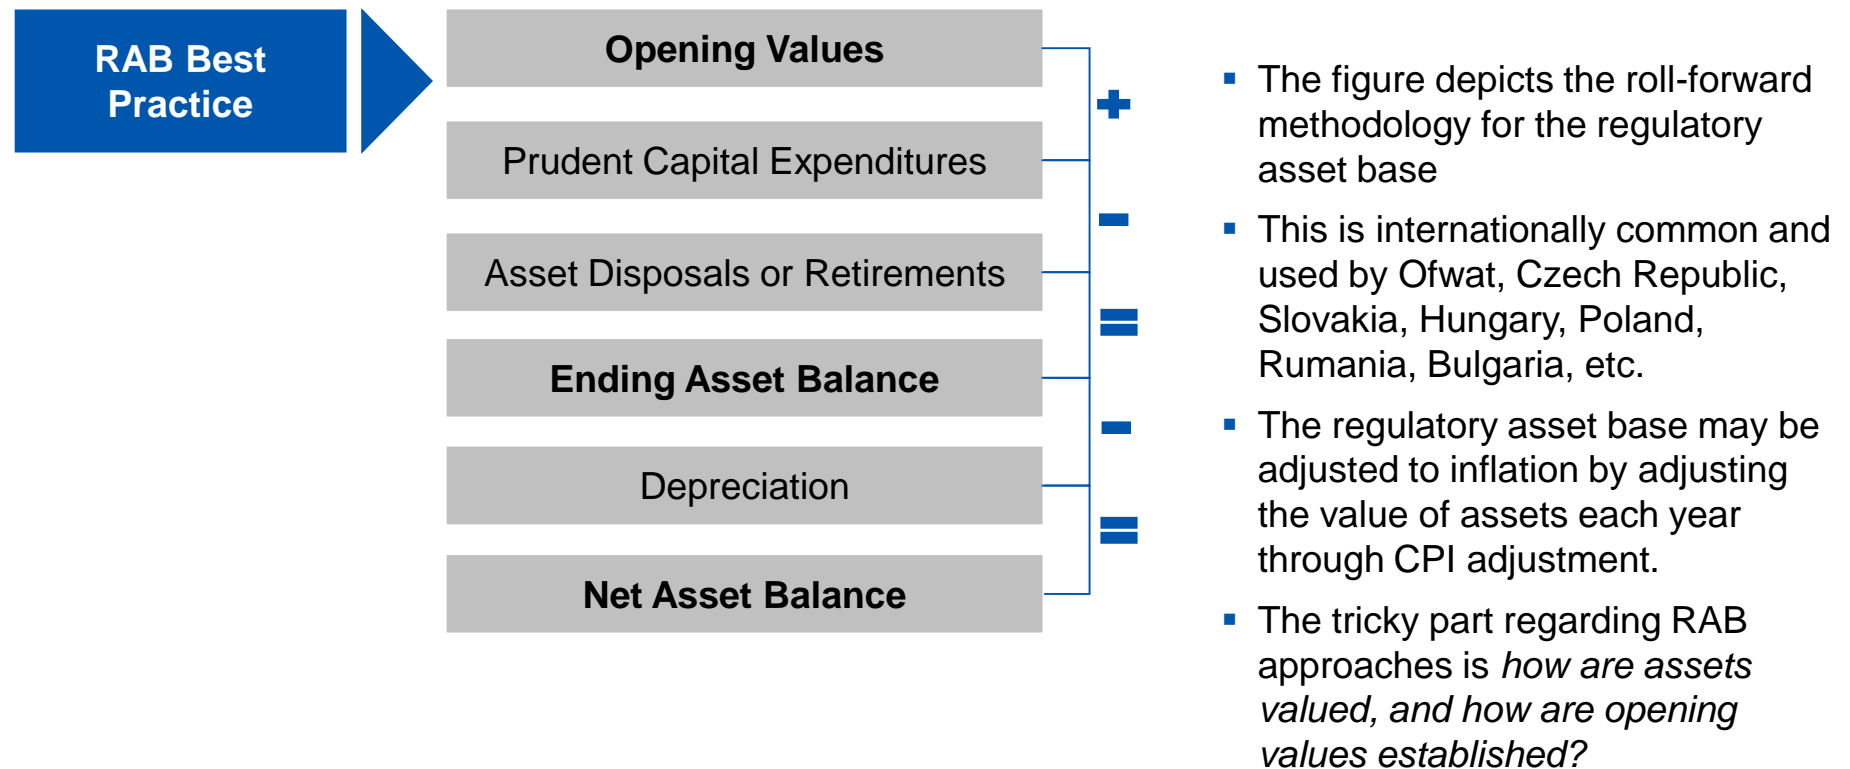 RAB Best
Practice
Opening Values
Prudent Capital Expenditures
Asset Disposals or Retirements
Ending Asset Balance
Depreciation
Net Asset Balance
+
-
=
-
=
▪ The figure depicts the roll-forward
methodology for the regulatory
asset base
▪ This is internationally common and
used by Ofwat, Czech Republic,
Slovakia, Hungary, Poland,
Rumania, Bulgaria, etc.
▪ The regulatory asset base may be
adjusted to inflation by adjusting
the value of assets each year
through CPI adjustment.
▪ The tricky part regarding RAB
approaches is how are assets
valued, and how are opening
values established?